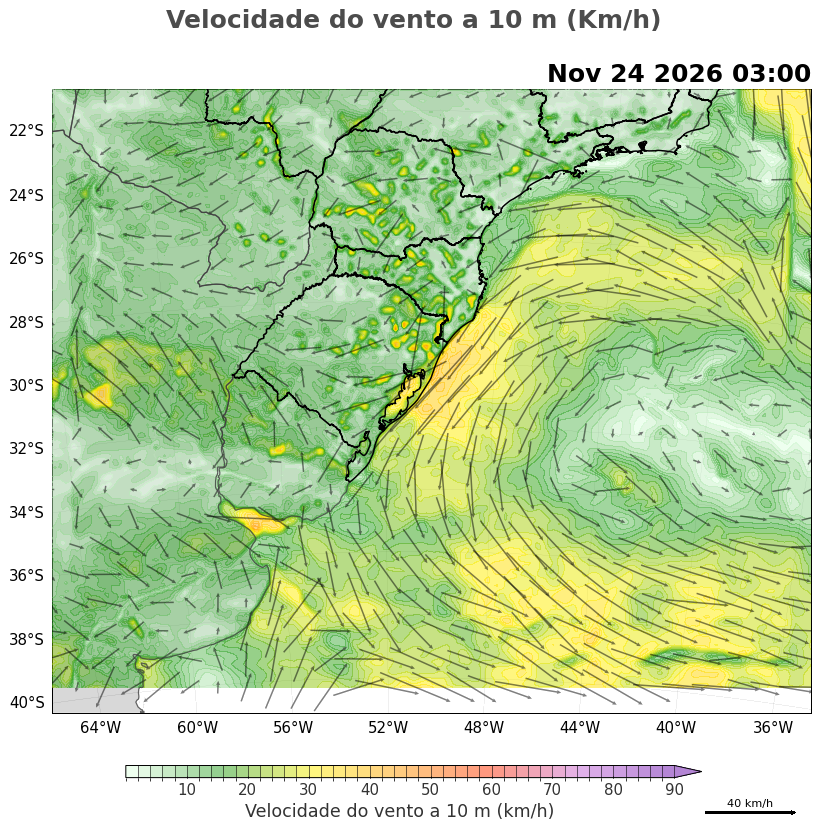 Velocidade do vento a 10 m (Km/h)
Nov 24 2026 03:00
22°S
24°S
26°S
28°S
30°S
32°S
34°S
36°S
38°S
40°S
64°W 60°W 56°W 52°W 48°W 44°W 40°W 36°W
10 20 30 40 50 60 70 80 90
Velocidade do vento a 10 m (km/h)
40 km/h